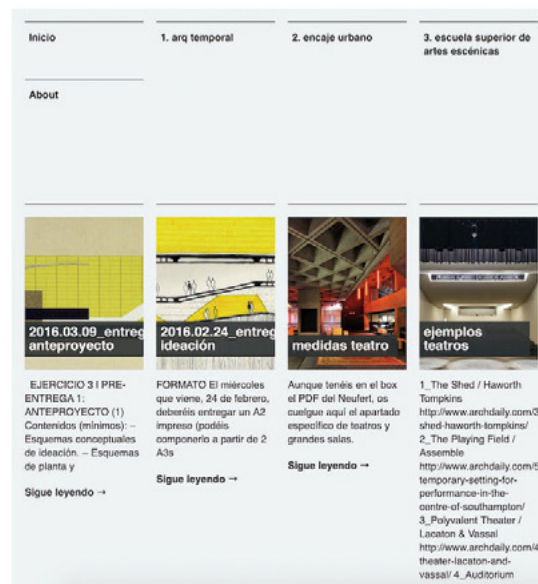 Inicio
1. arq temporal
2. encaje urbano
3. escuela superior de
artes escénicas
About
2016.03.09_entreg
anteproyecto
2016.02.24_entreg
ideación
medidas teatro
ejemplos
teatros
EJERCICIO 3 I PRE-
ENTREGA 1:
ANTEPROYECTO (1)
Contenidos (mínimos): –
Esquemas conceptuales
de ideación. – Esquemas
de planta y
Sigue leyendo →
FORMATO El miércoles
que viene, 24 de febrero,
deberéis entregar un A2
impreso (podéis
componerlo a partir de 2
A3s
Sigue leyendo →
Aunque tenéis en el box
el PDF del Neufert, os
cuelgue aquí el apartado
específico de teatros y
grandes salas.
Sigue leyendo →
1_The Shed / Haworth
Tompkins
http://www.archdaily.com/3
shed-haworth-tompkins/
2_The Playing Field /
Assemble
http://www.archdaily.com/5
temporary-setting-for-
performance-in-the-
centre-of-southampton/
3_Polyvalent Theater /
Lacaton & Vassal
http://www.archdaily.com/4
theater-lacaton-and-
vassal/ 4_Auditorium